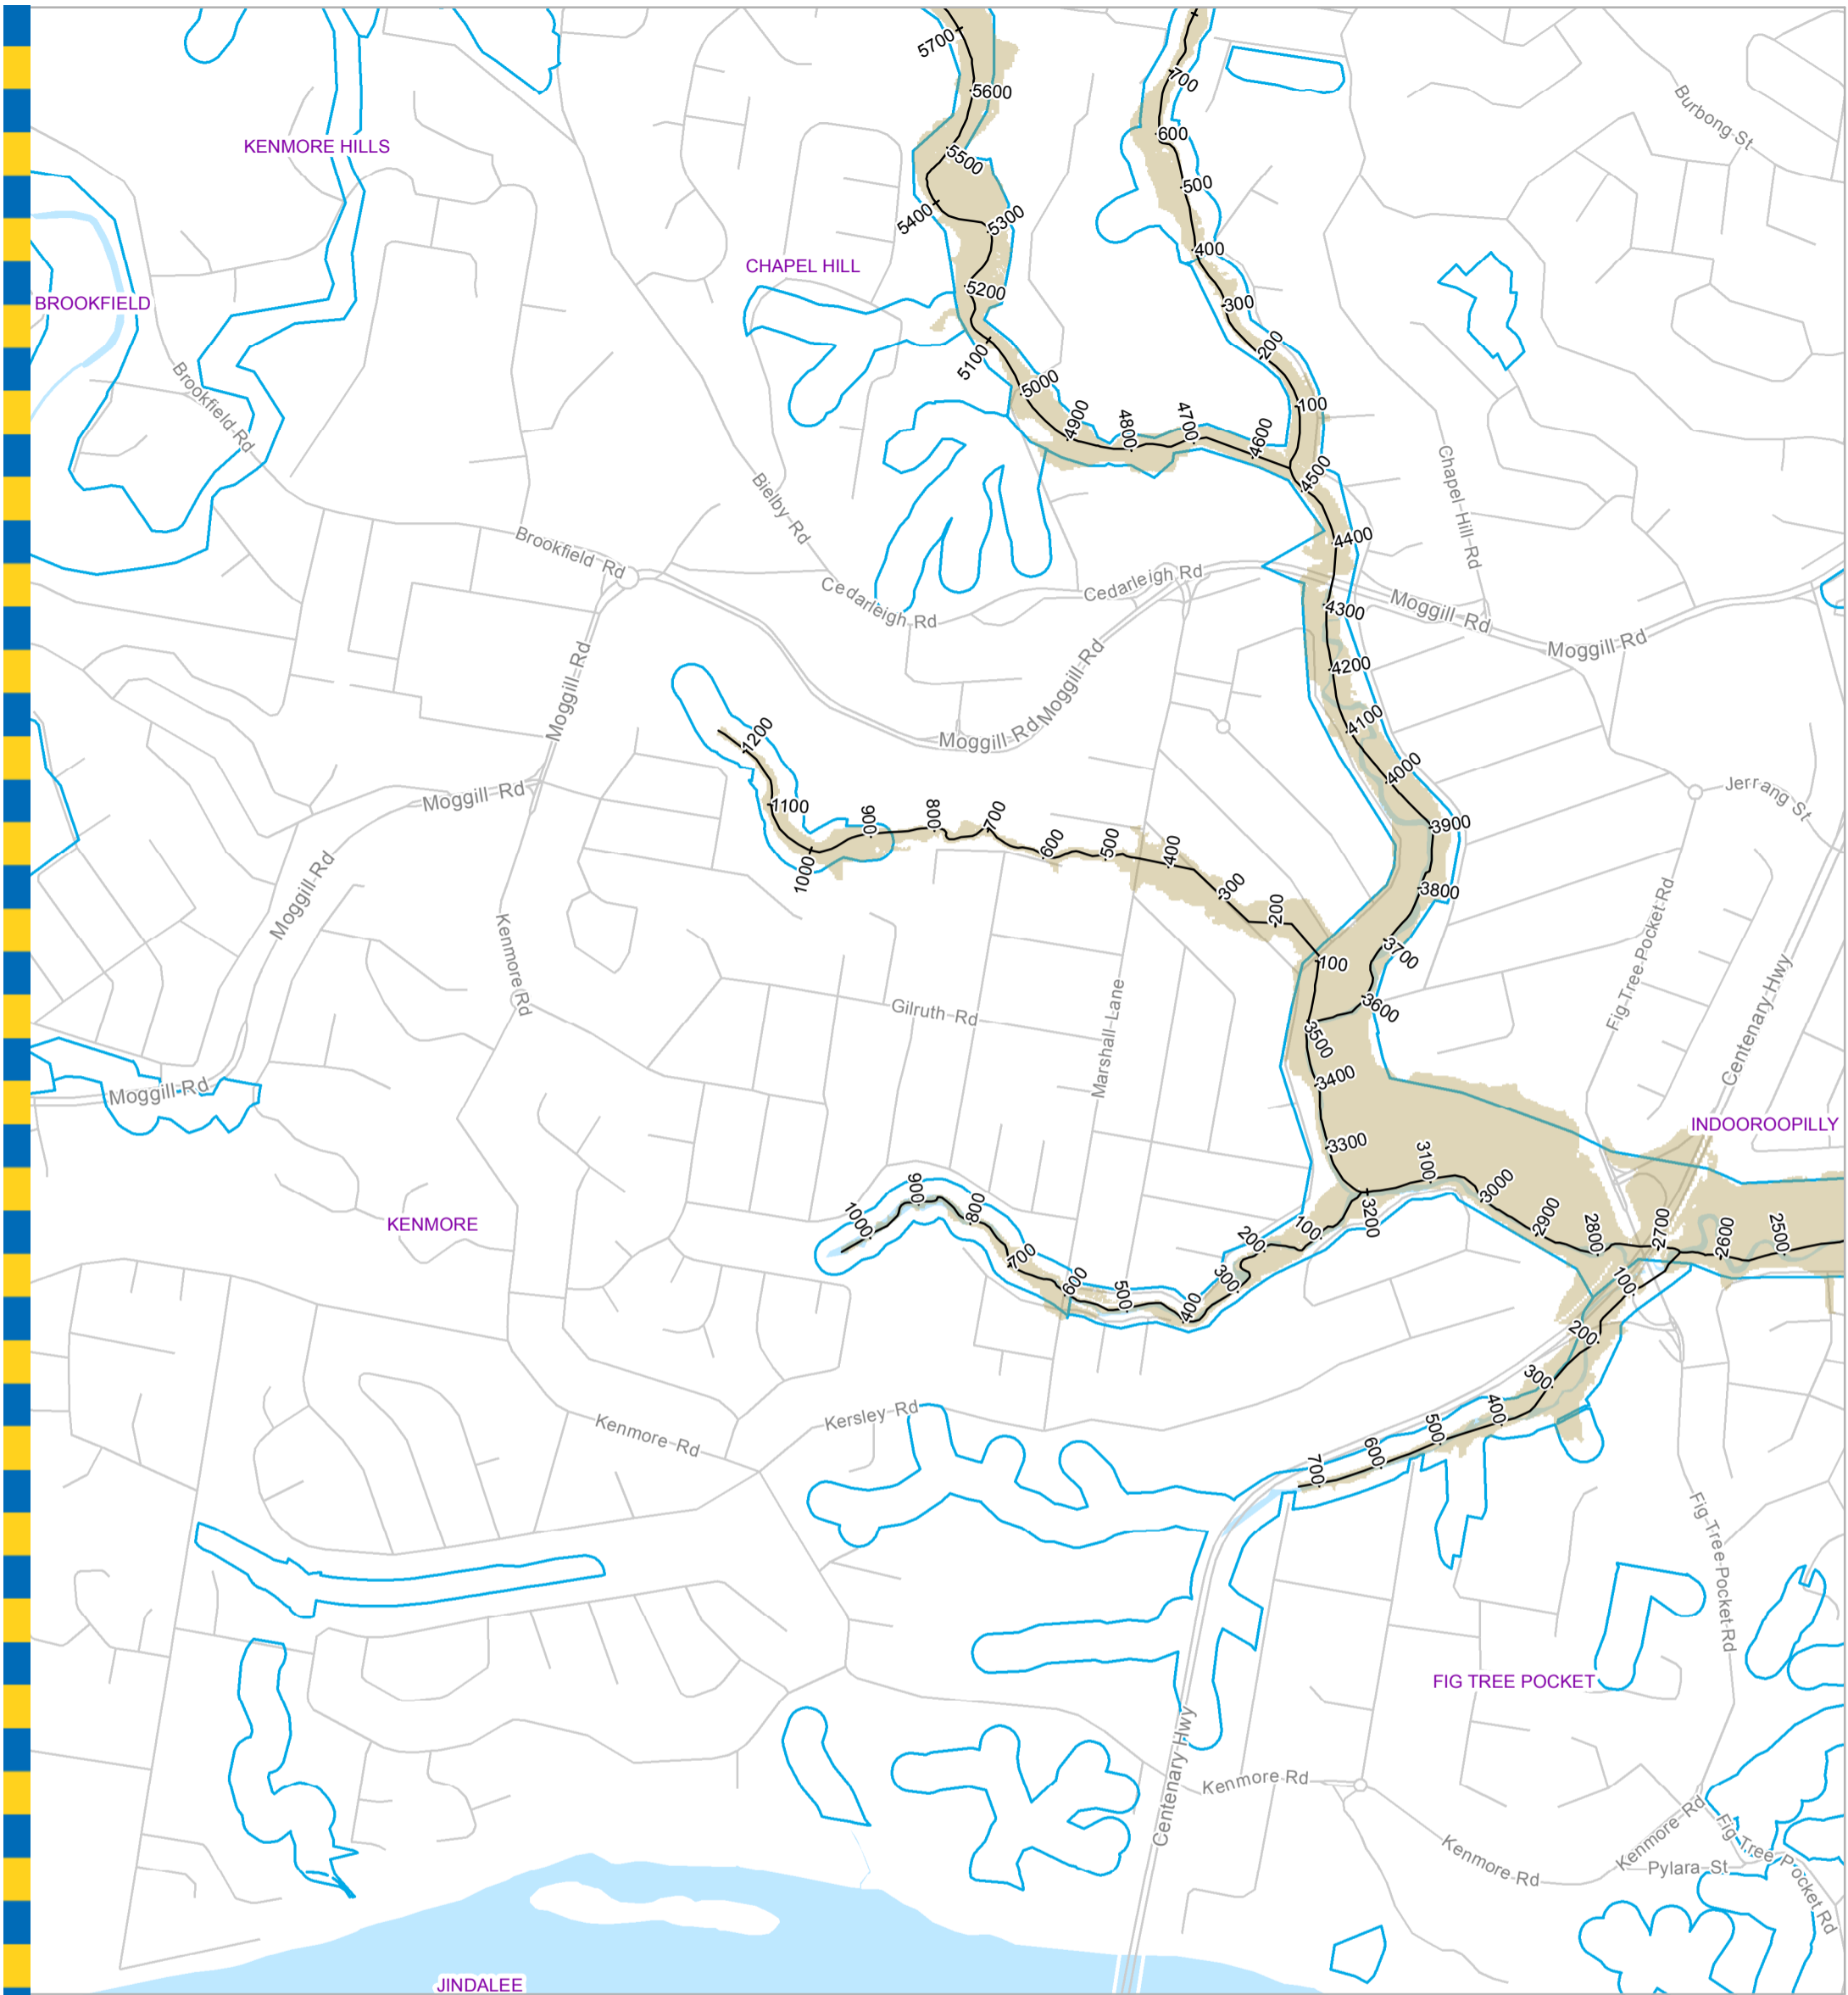 5700
5600
700
Burbong St
600
KENMORE HILLS
5500
500
5400
5300
400
CHAPEL HILL
5200
BROOKFIELD
300
200
5100
Brookfield Rd
5000
100
4900
4800
4700
4600
4500
Chapel-Hill-Rd
Bielby Rd
4400
Brookfield Rd
Cedarleigh Rd
Cedarleigh Rd
4300
Moggill Rd
Moggill-Rd
4200
Moggill-Rd
Moggill-Rd
Moggill-Rd
4100
1200
4000
Jerrang St
Moggill-Rd
1100
900
800
700
600
500
400
3900
1000
3800
300
200
Moggill-Rd
Kenmore Rd
3700
100
Fig-Tree-Pocket-Rd
Centenary-Hwy
Gilruth-Rd
3600
3500
Marshall-Lane
3400
Moggill-Rd
INDOOROOPILLY
3300
3100
3000
900
800
1000
3200
2900
2800
2700
2600
2500
KENMORE
100
200
700
300
600
500
400
100
200
300
Kersley-Rd
400
500
Kenmore-Rd
600
700
Fig-Tree-Pocket-Rd
FIG TREE POCKET
Centenary-Hwy
Kenmore-Rd
Kenmore-Rd
Kenmore-Rd
Fig-Tree Pocket Rd
Pylara-St
JINDALEE